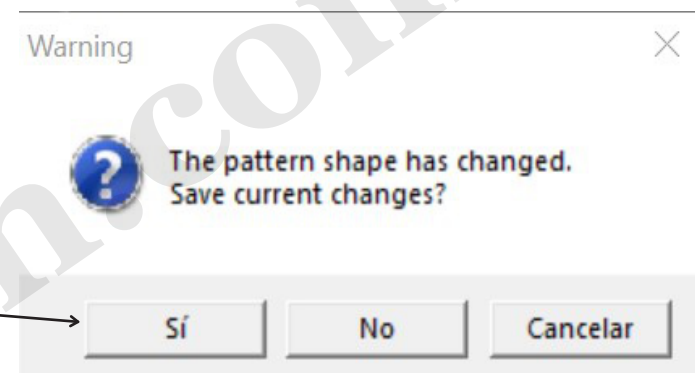 Warning
The pattern shape has changed.
Save current changes?
Sí No Cancelar